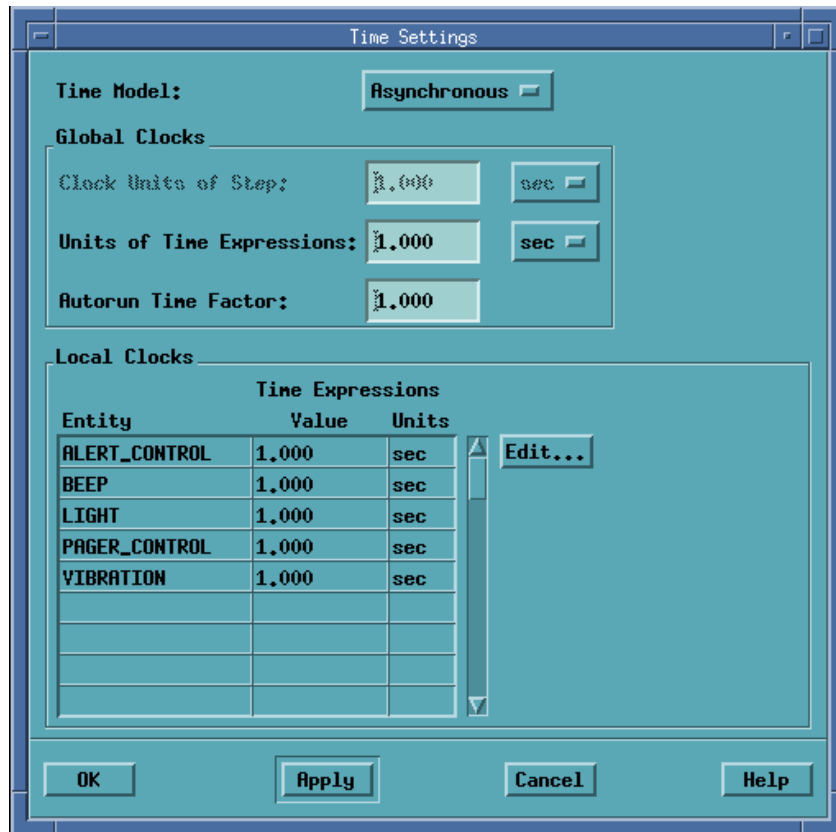 Time Settings
Time Model: Asynchronous
Global Clocks
Clock Units of Step: 1.000 sec
Units of Time Expressions: 1.000 sec
Autorun Time Factor: 1.000
Local Clocks
Time Expressions
Entity Value Units
ALERT_CONTROL 1.000 sec
Edit...
BEEP 1.000 sec
LIGHT 1.000 sec
PAGER_CONTROL 1.000 sec
VIBRATION 1.000 sec
OK Apply Cancel Help